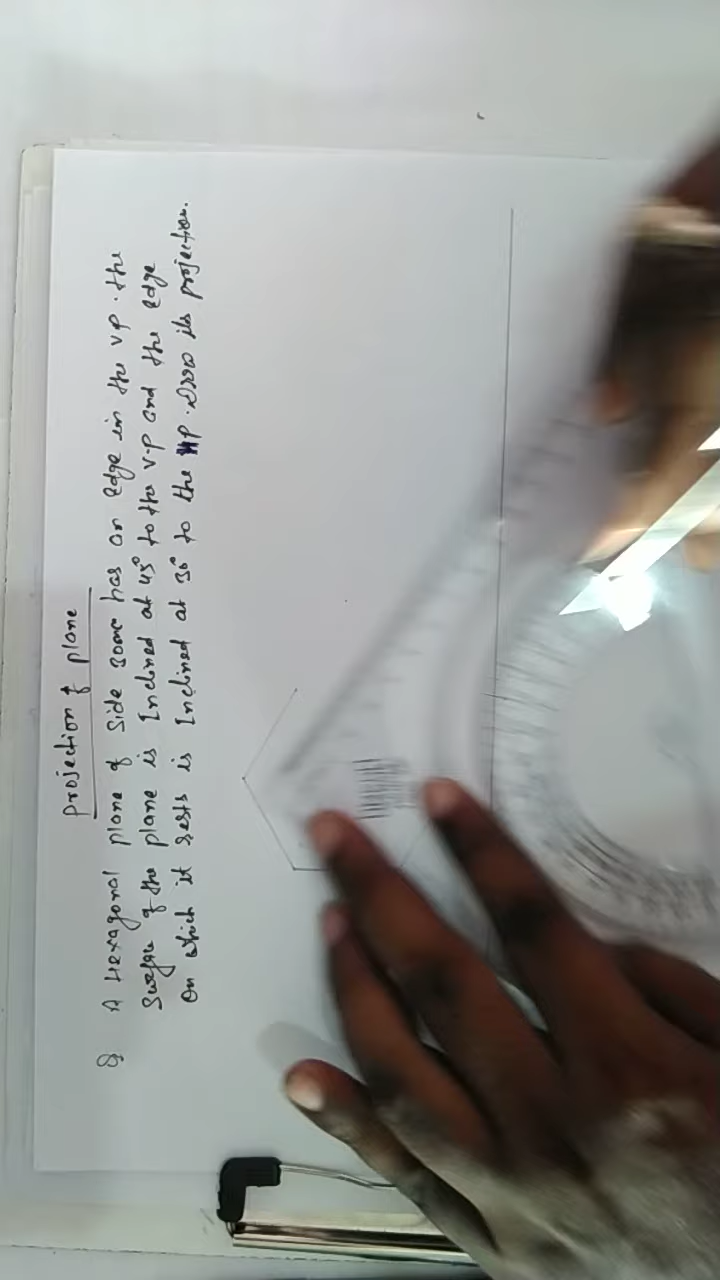 projection of plane
Q A Hexagonal plane of side 30mm has an edge in the v.p. the
surface of the plane is Inclined at 45° to the v.p and the edge
on which it rests is Inclined at 30° to the HP. Draw its projection.